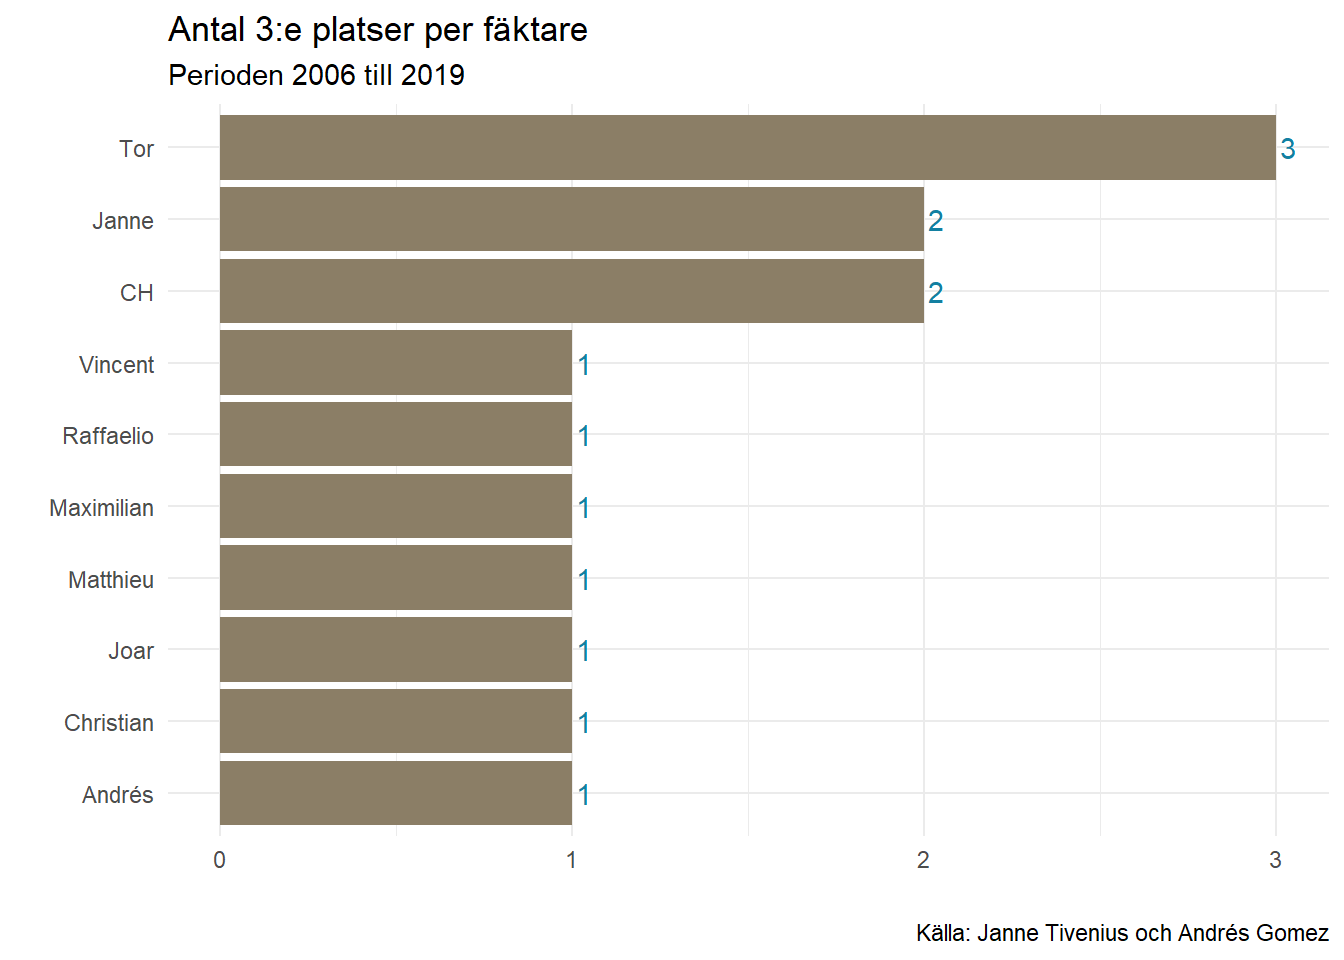 Antal 3:e platser per fäktare
Perioden 2006 till 2019
Tor 3
Janne 2
CH 2
Vincent 1
Raffaelio 1
Maximilian 1
Matthieu 1
Joar 1
Christian 1
Andrés 1
0 1 2 3
Källa: Janne Tivenius och Andrés Gomez